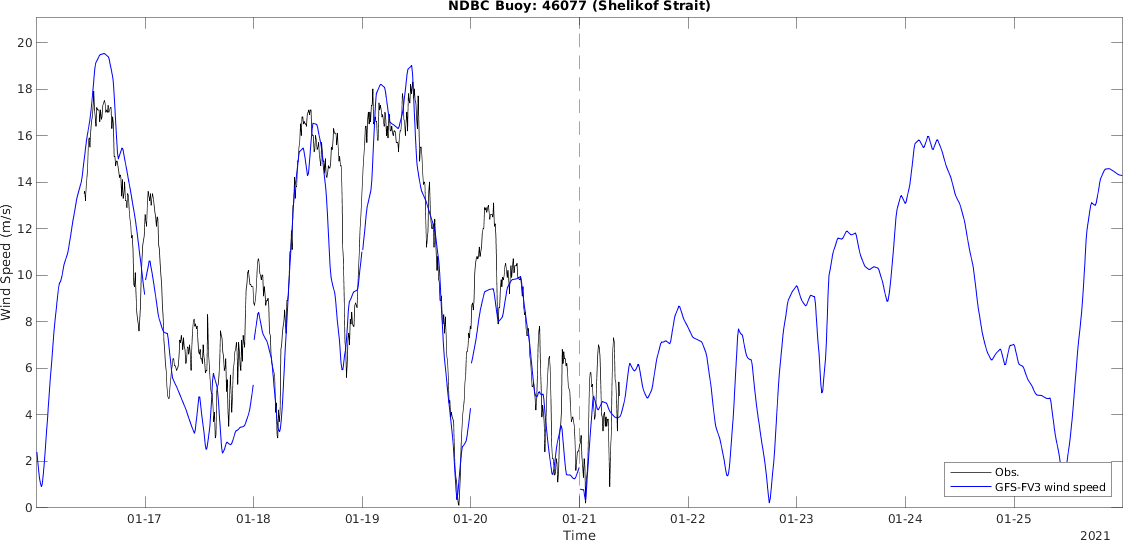 NDBC Buoy: 46077 (Shelikof Strait)
Wind Speed (m/s)
20
18
16
14
12
10
8
6
4
2
0
01-17 01-18 01-19 01-20 01-21 01-22 01-23 01-24 01-25
Time
2021
Obs.
GFS-FV3 wind speed